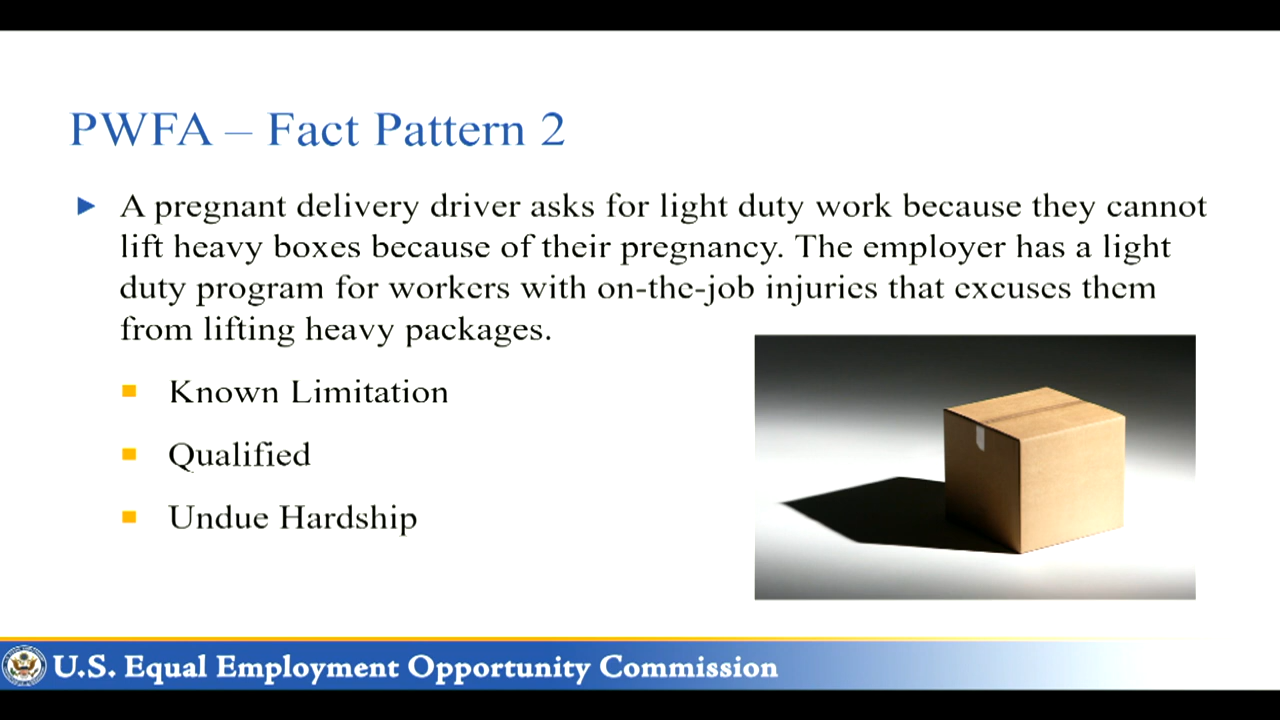 PWFA – Fact Pattern 2
A pregnant delivery driver asks for light duty work because they cannot
lift heavy boxes because of their pregnancy. The employer has a light
duty program for workers with on-the-job injuries that excuses them
from lifting heavy packages.
Known Limitation
Qualified
Undue Hardship
U.S. Equal Employment Opportunity Commission